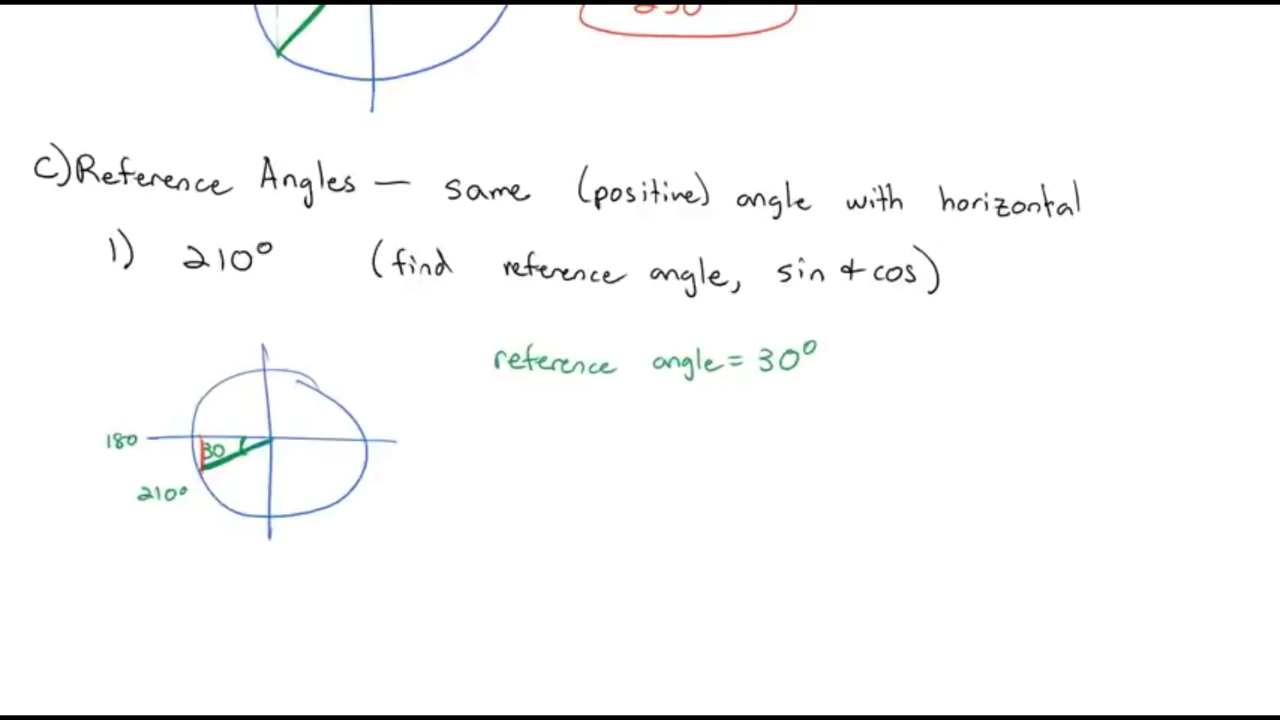 C) Reference Angles — same (positive) angle with horizontal
1) 210° (find reference angle, sin & cos)
reference angle = 30°
180
30
210°